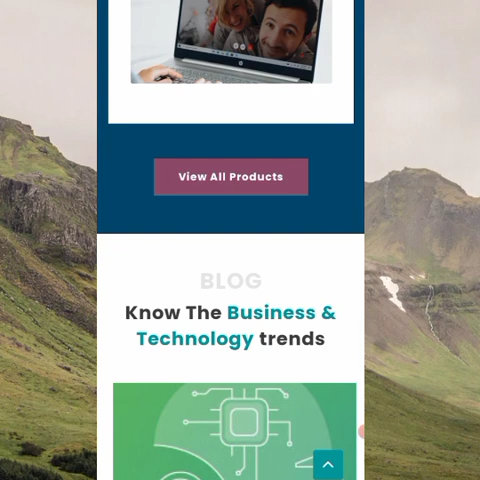 View All Products
BLOG
Know The Business &
Technology trends